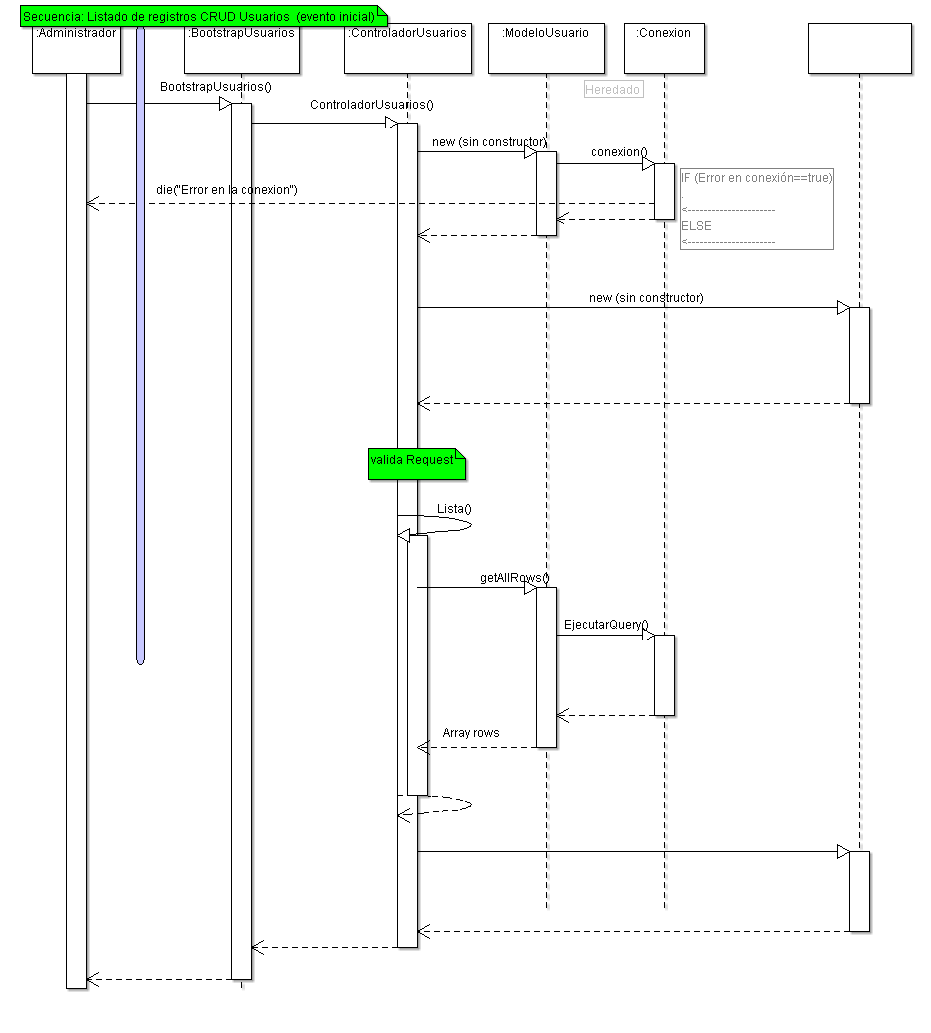 Secuencia: Listado de registros CRUD Usuarios (evento inicial)
:Administrador
:BootstrapUsuarios
:ControladorUsuarios
:ModeloUsuario
:Conexion
Heredado
BootstrapUsuarios()
ControladorUsuarios()
new (sin constructor)
conexion()
IF (Error en conexión==true)
.
<----------------------
ELSE
<----------------------
die("Error en la conexion")
new (sin constructor)
valida Request
Lista()
getAllRows()
EjecutarQuery()
Array rows